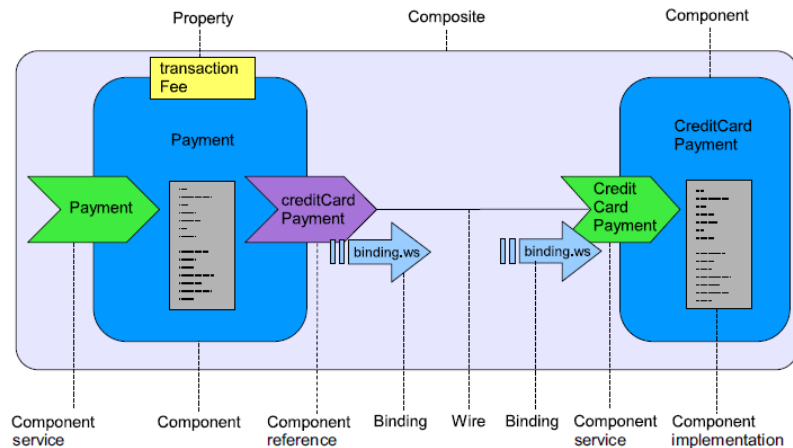 Property
Composite
Component
transaction
Fee
Payment
CreditCard
Payment
Payment
creditCard
Payment
Credit
Card
Payment
binding.ws
binding.ws
Component
service
Component
Component
reference
Binding
Wire
Binding
Component
service
Component
implementation